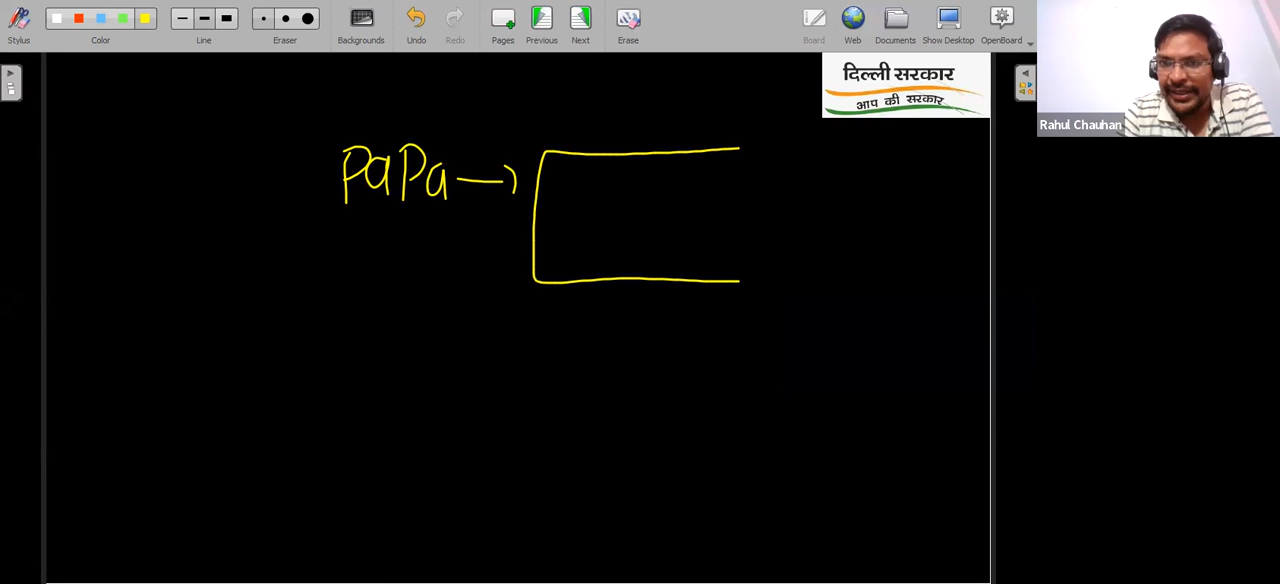 Stylus
Color
Line
Eraser
Backgrounds
Undo
Redo
Pages
Previous
Next
Erase
Board
Web
Documents
Show Desktop
OpenBoard
Rahul Chauhan
दिल्ली सरकार
आप की सरकार
PaPa →